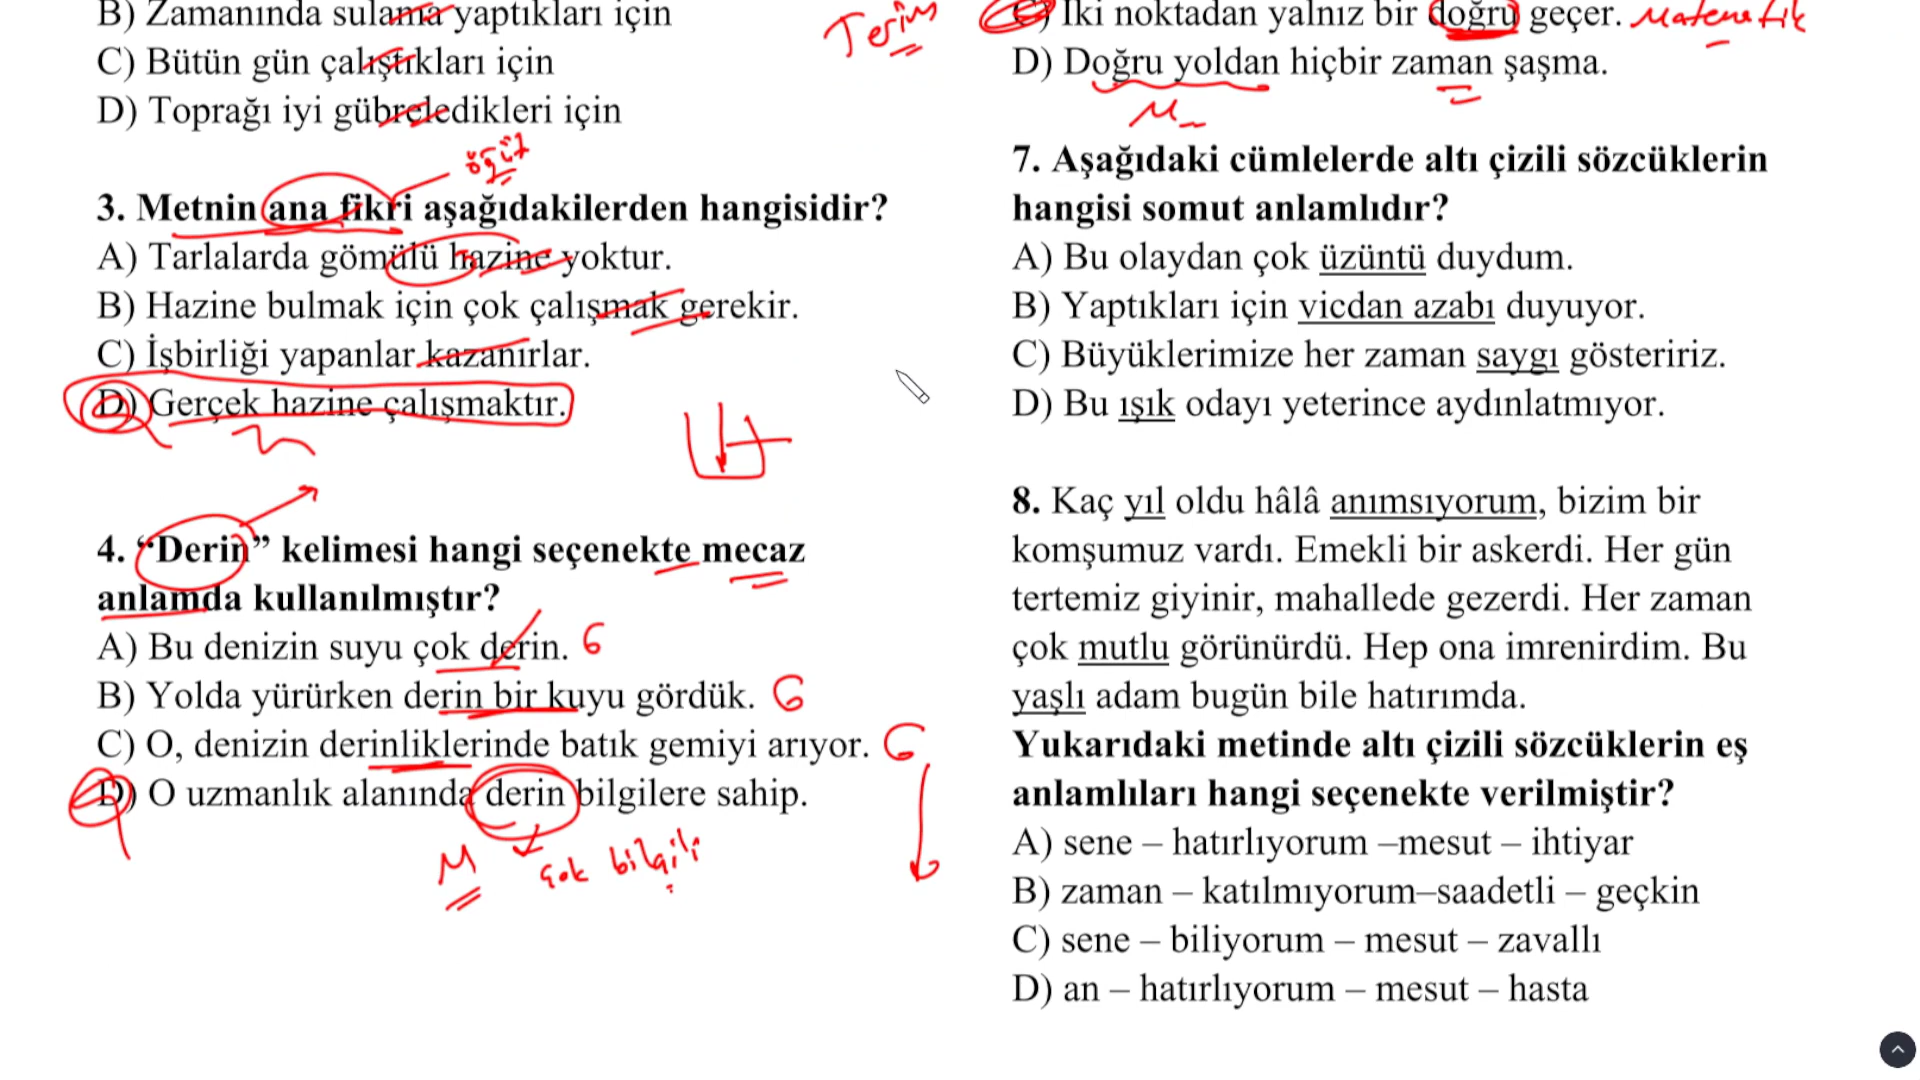 B) Zamanında sulama yaptıkları için
C) Bütün gün çalıştıkları için
D) Toprağı iyi gübreledikleri için
öğüt
3. Metnin ana fikri aşağıdakilerden hangisidir?
A) Tarlalarda gömülü hazine yoktur.
B) Hazine bulmak için çok çalışmak gerekir.
C) İşbirliği yapanlar kazanırlar.
D) Gerçek hazine çalışmaktır.
4. “Derin” kelimesi hangi seçenekte mecaz
anlamda kullanılmıştır?
A) Bu denizin suyu çok derin. G
B) Yolda yürürken derin bir kuyu gördük. G
C) O, denizin derinliklerinde batık gemiyi arıyor. G
D) O uzmanlık alanında derin bilgilere sahip.
M çok bilgili
Terim
C) İki noktadan yalnız bir doğru geçer. Matematik
D) Doğru yoldan hiçbir zaman şaşma.
M
7. Aşağıdaki cümlelerde altı çizili sözcüklerin
hangisi somut anlamlıdır?
A) Bu olaydan çok üzüntü duydum.
B) Yaptıkları için vicdan azabı duyuyor.
C) Büyüklerimize her zaman saygı gösteririz.
D) Bu ışık odayı yeterince aydınlatmıyor.
8. Kaç yıl oldu hâlâ anımsıyorum, bizim bir
komşumuz vardı. Emekli bir askerdi. Her gün
tertemiz giyinir, mahallede gezerdi. Her zaman
çok mutlu görünürdü. Hep ona imrenirdim. Bu
yaşlı adam bugün bile hatırımda.
Yukarıdaki metinde altı çizili sözcüklerin eş
anlamlıları hangi seçenekte verilmiştir?
A) sene – hatırlıyorum –mesut – ihtiyar
B) zaman – katılmıyorum–saadetli – geçkin
C) sene – biliyorum – mesut – zavallı
D) an – hatırlıyorum – mesut – hasta